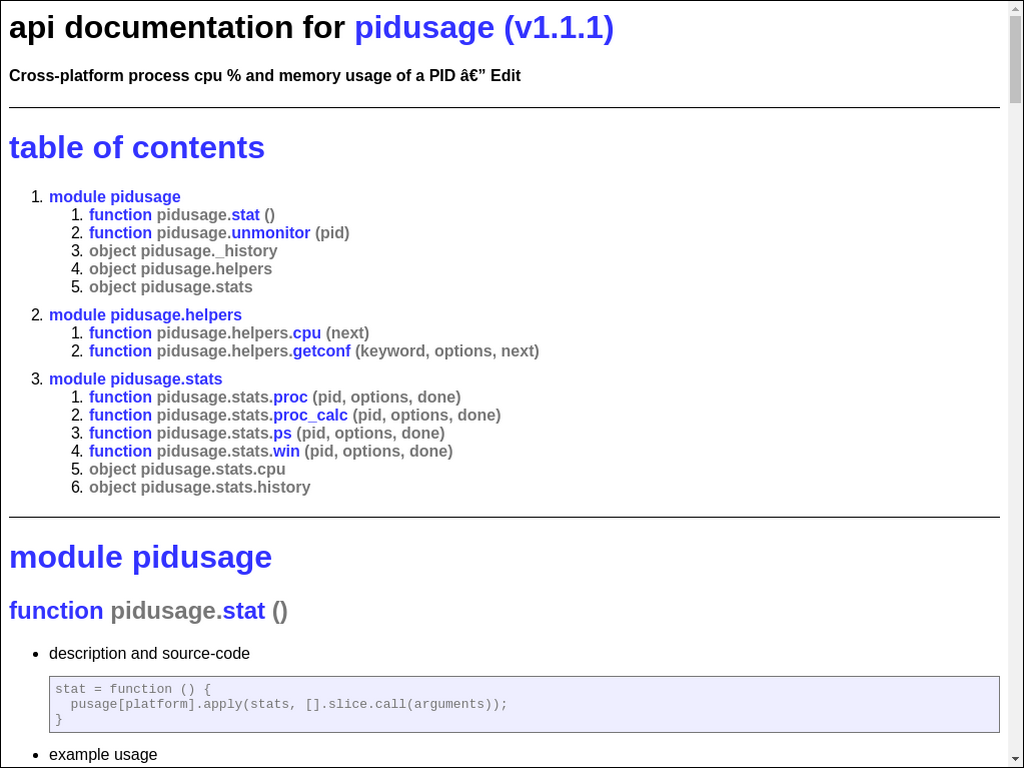 api documentation for pidusage (v1.1.1)
Cross-platform process cpu % and memory usage of a PID â€” Edit
table of contents
1. module pidusage
1. function pidusage.stat ()
2. function pidusage.unmonitor (pid)
3. object pidusage._history
4. object pidusage.helpers
5. object pidusage.stats
2. module pidusage.helpers
1. function pidusage.helpers.cpu (next)
2. function pidusage.helpers.getconf (keyword, options, next)
3. module pidusage.stats
1. function pidusage.stats.proc (pid, options, done)
2. function pidusage.stats.proc_calc (pid, options, done)
3. function pidusage.stats.ps (pid, options, done)
4. function pidusage.stats.win (pid, options, done)
5. object pidusage.stats.cpu
6. object pidusage.stats.history
module pidusage
function pidusage.stat ()
• description and source-code
stat = function () {
  pusage[platform].apply(stats, [].slice.call(arguments));
}
• example usage